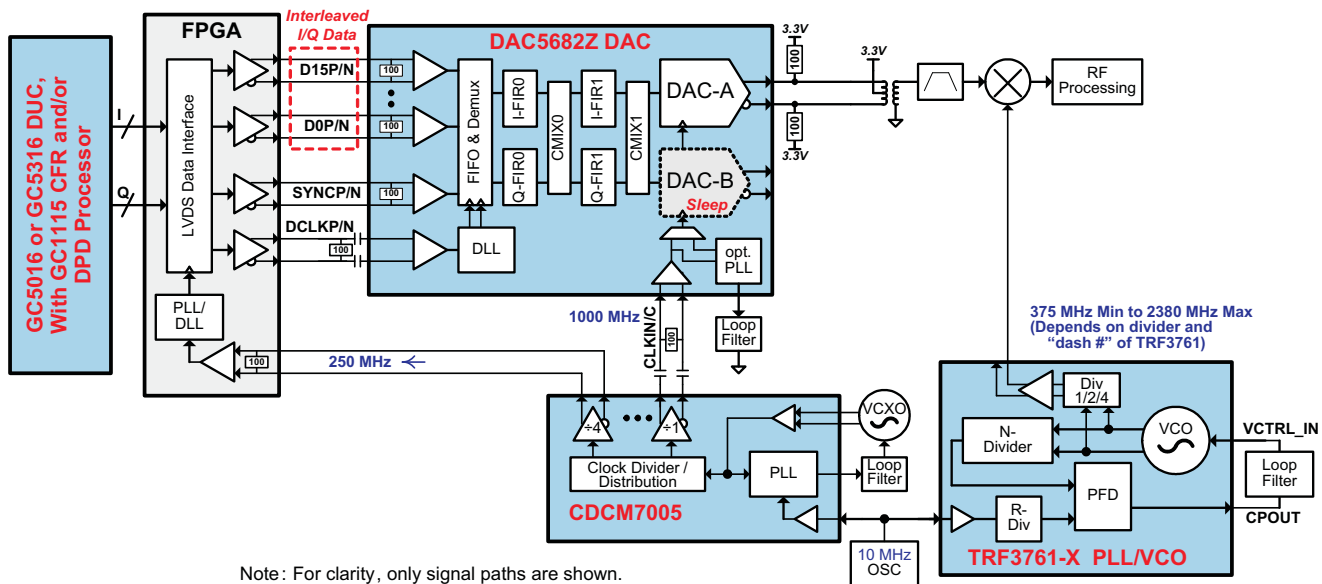 GC5016 or GC5316 DUC,
With GC1115 CFR and/or
DPD Processor
I
Q
FPGA
LVDS Data Interface
PLL/
DLL
100
Interleaved
I/Q Data
D15P/N
D0P/N
SYNCP/N
DCLKP/N
100
100
100
100
DAC5682Z DAC
FIFO & Demux
DLL
I-FIR0
Q-FIR0
CMIX0
I-FIR1
Q-FIR1
CMIX1
DAC-A
DAC-B
Sleep
opt.
PLL
Loop
Filter
3.3V
100
100
3.3V
3.3V
RF
Processing
1000 MHz
CLKIN/C
100
250 MHz
÷4
÷1
Clock Divider /
Distribution
PLL
VCXO
Loop
Filter
CDCM7005
10 MHz
OSC
375 MHz Min to 2380 MHz Max
(Depends on divider and
“dash #” of TRF3761)
Div
1/2/4
N-
Divider
VCO
R-
Div
PFD
VCTRL_IN
Loop
Filter
CPOUT
TRF3761-X PLL/VCO
Note: For clarity, only signal paths are shown.